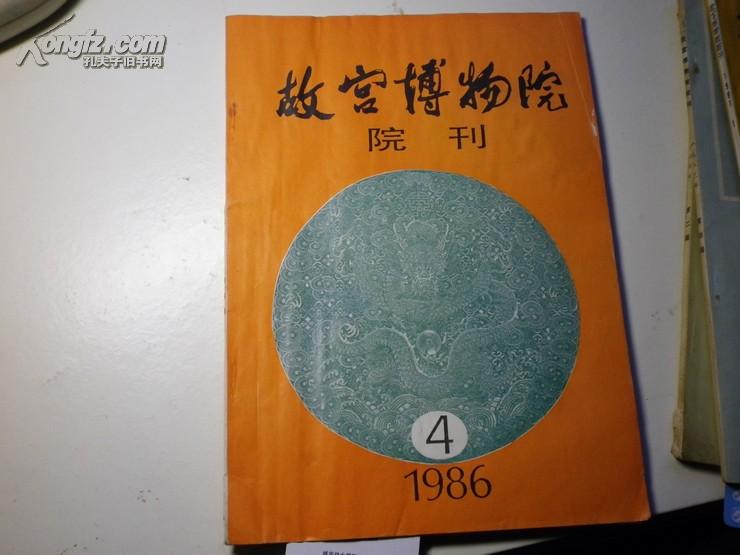 Kongfz.com
孔夫子旧书网
故宫博物院
院刊
4
1986